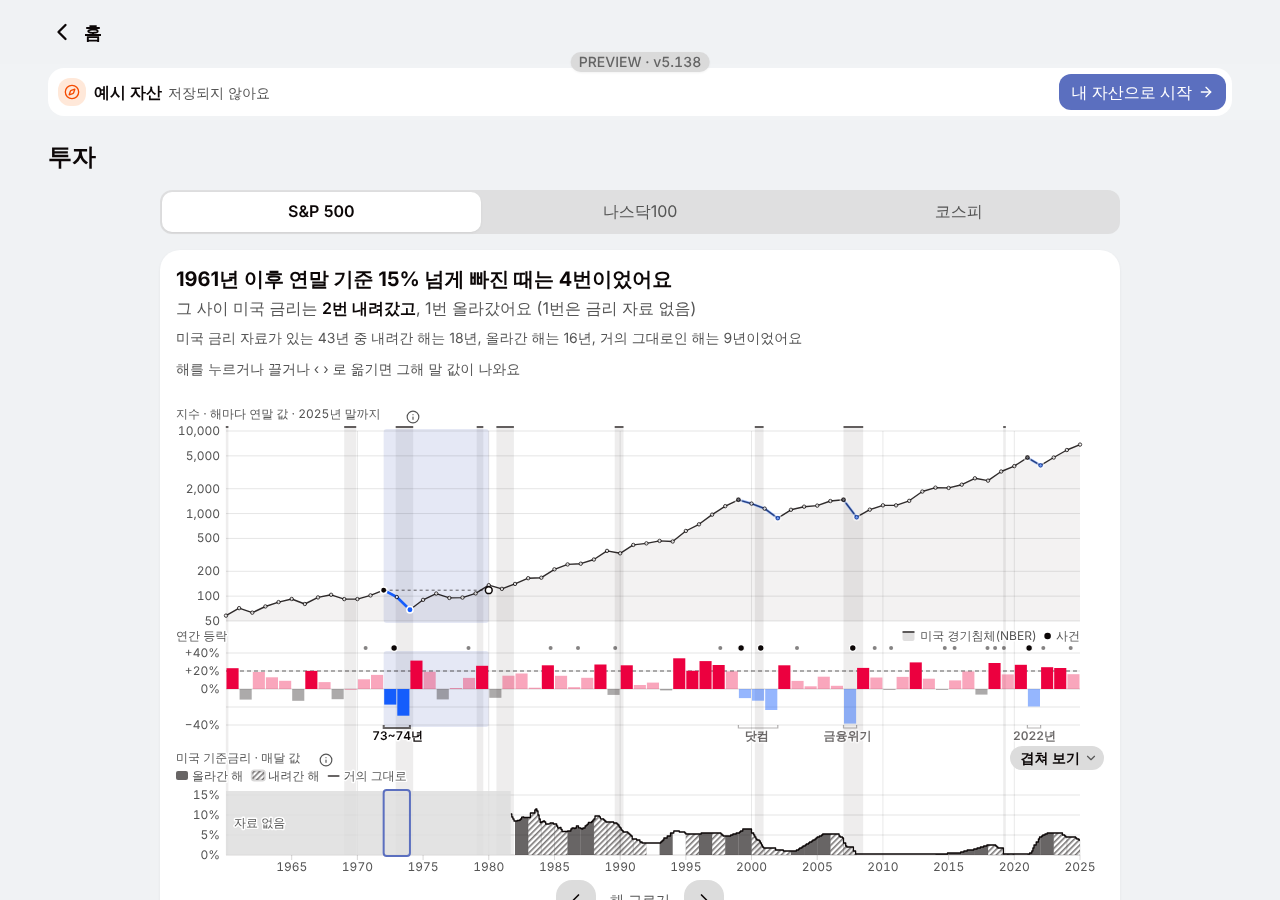 홈
PREVIEW · v5.138
예시 자산 저장되지 않아요
내 자산으로 시작 →
투자
S&P 500 나스닥100 코스피
1961년 이후 연말 기준 15% 넘게 빠진 때는 4번이었어요
그 사이 미국 금리는 2번 내려갔고, 1번 올라갔어요 (1번은 금리 자료 없음)
미국 금리 자료가 있는 43년 중 내려간 해는 18년, 올라간 해는 16년, 거의 그대로인 해는 9년이었어요
해를 누르거나 끌거나 ‹ › 로 옮기면 그해 말 값이 나와요
지수 · 해마다 연말 값 · 2025년 말까지
10,000
5,000
2,000
1,000
500
200
100
50
연간 등락
미국 경기침체(NBER) 사건
+40%
+20%
0%
−40%
73~74년 닷컴 금융위기 2022년
미국 기준금리 · 매달 값
겹쳐 보기
올라간 해 내려간 해 거의 그대로
15%
10%
5%
0%
자료 없음
1965 1970 1975 1980 1985 1990 1995 2000 2005 2010 2015 2020 2025
해 고르기